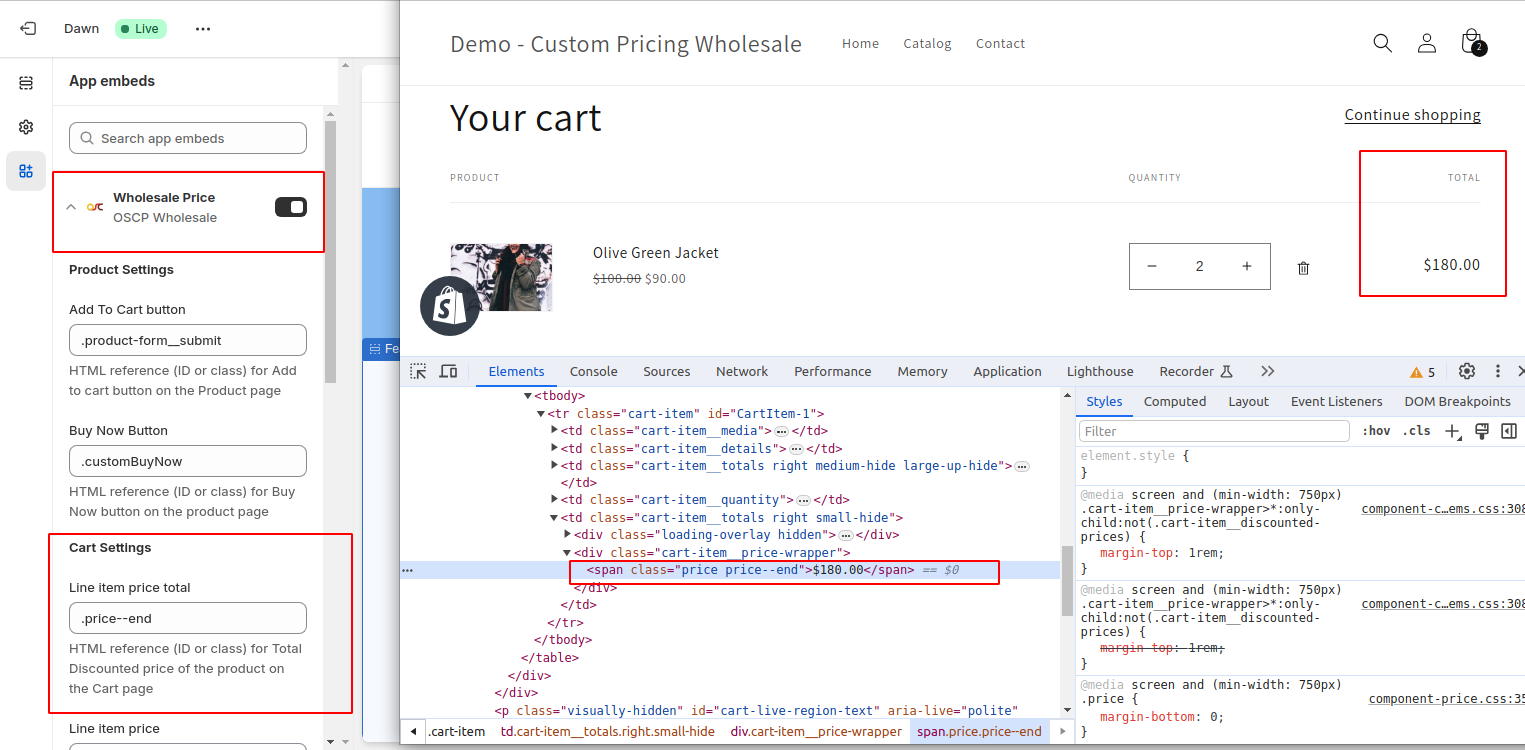 Dawn
Live
App embeds
Search app embeds
Wholesale Price
OSCP Wholesale
Product Settings
Add To Cart button
.product-form__submit
HTML reference (ID or class) for Add
to cart button on the Product page
Buy Now Button
.customBuyNow
HTML reference (ID or class) for Buy
Now button on the product page
Cart Settings
Line item price total
.price--end
HTML reference (ID or class) for Total
Discounted price of the product on
the Cart page
Line item price
Fe
Demo - Custom Pricing Wholesale
Home
Catalog
Contact
2
Your cart
Continue shopping
PRODUCT
QUANTITY
TOTAL
Olive Green Jacket
$100.00 $90.00
− 2 +
$180.00
Elements Console Sources Network Performance Memory Application Lighthouse Recorder 5
<tbody>
<tr class="cart-item" id="CartItem-1">
<td class="cart-item__media"> … </td>
<td class="cart-item__details"> … </td>
<td class="cart-item__totals right medium-hide large-up-hide"> …
</td>
<td class="cart-item__quantity"> … </td>
<td class="cart-item__totals right small-hide">
<div class="loading-overlay hidden"> … </div>
<div class="cart-item__price-wrapper">
<span class="price price--end">$180.00</span> == $0
</div>
</td>
</tr>
</tbody>
</table>
</div>
</div>
<p class="visually-hidden" id="cart-live-region-text" aria-live="polite"
.cart-item td.cart-item__totals.right.small-hide div.cart-item__price-wrapper span.price.price--end
Styles Computed Layout Event Listeners DOM Breakpoints
Filter :hov .cls
element.style {
}
@media screen and (min-width: 750px)
.cart-item__price-wrapper>*:only- component-c…ems.css:308
child:not(.cart-item__discounted-
prices) {
margin-top: 1rem;
}
@media screen and (min-width: 750px)
.cart-item__price-wrapper>*:only- component-c…ems.css:308
child:not(.cart-item__discounted-
prices) {
margin-top: 1rem;
}
@media screen and (min-width: 750px)
.price { component-price.css:35
margin-bottom: 0;
}